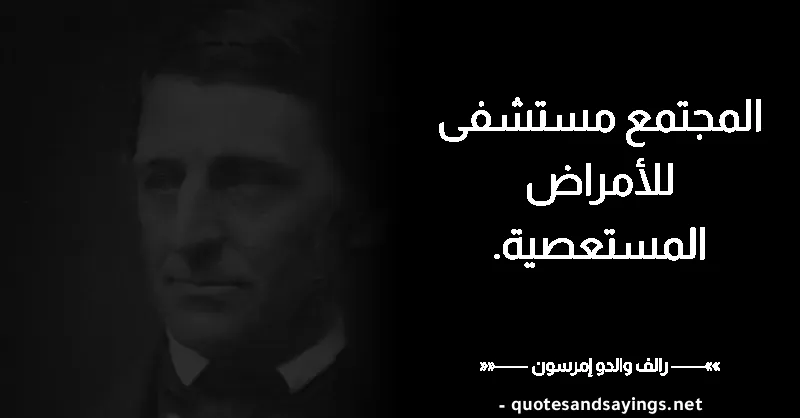 المجتمع مستشفى
للأمراض
المستعصية.
»—— رالف والدو إمرسون ——««
- quotesandsayings.net